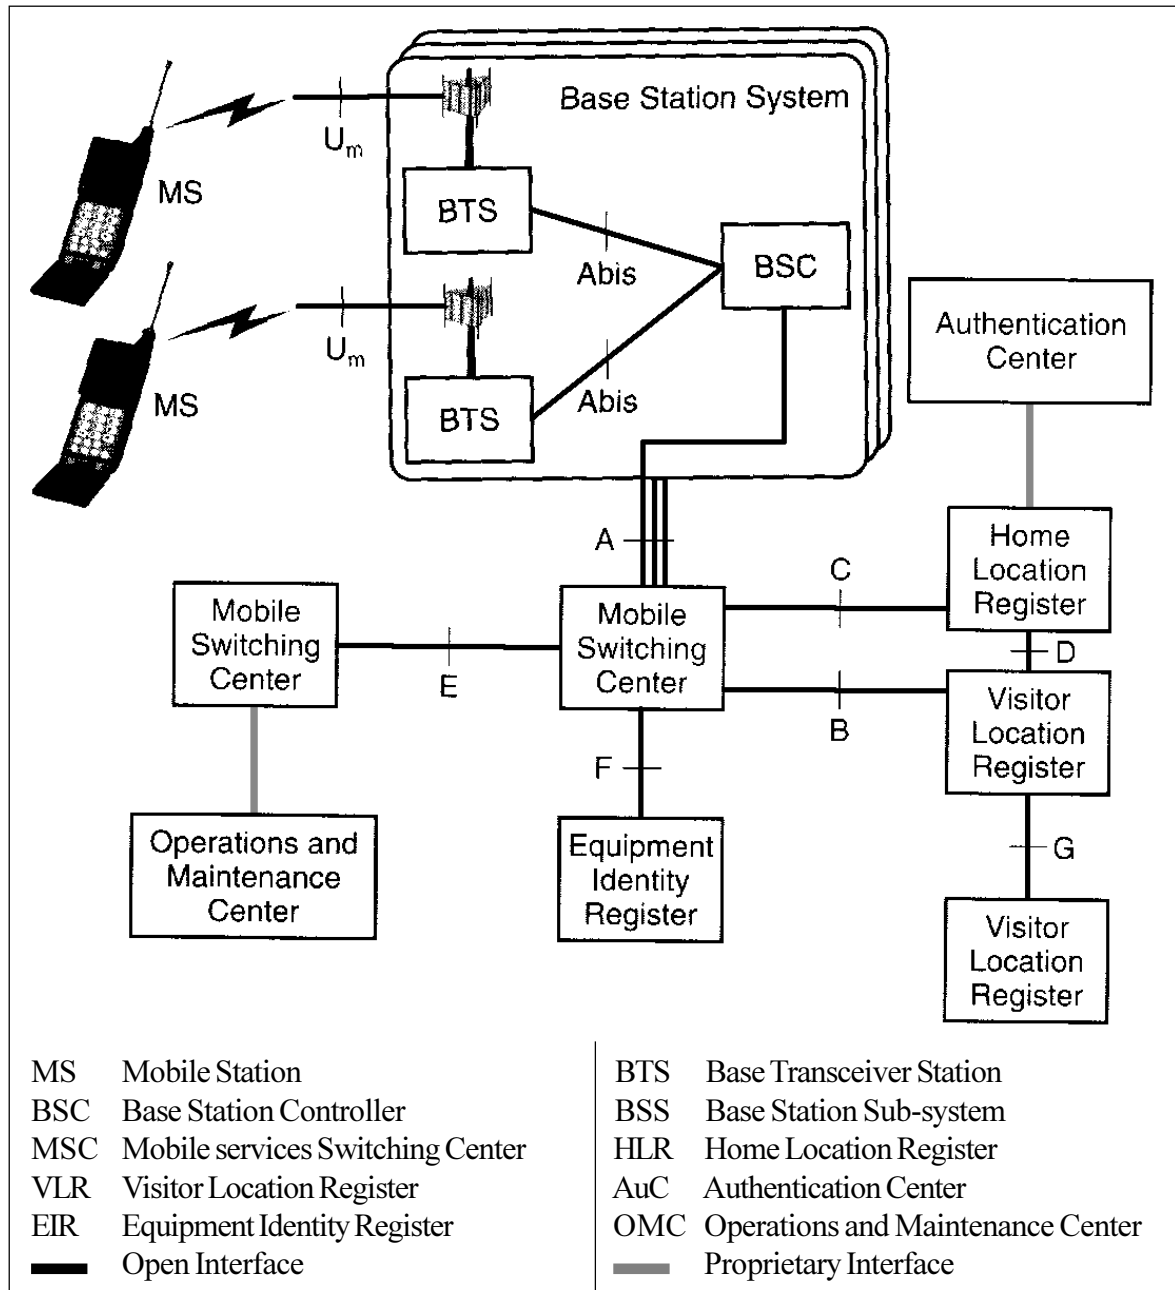 Base Station System
Um
MS
BTS
Abis
BSC
Um
MS
BTS
Abis
Authentication
Center
A
Home
Location
Register
C
D
Mobile
Switching
Center
E
Mobile
Switching
Center
B
Visitor
Location
Register
F
G
Operations and
Maintenance
Center
Equipment
Identity
Register
Visitor
Location
Register
MS Mobile Station
BSC Base Station Controller
MSC Mobile services Switching Center
VLR Visitor Location Register
EIR Equipment Identity Register
Open Interface
BTS Base Transceiver Station
BSS Base Station Sub-system
HLR Home Location Register
AuC Authentication Center
OMC Operations and Maintenance Center
Proprietary Interface